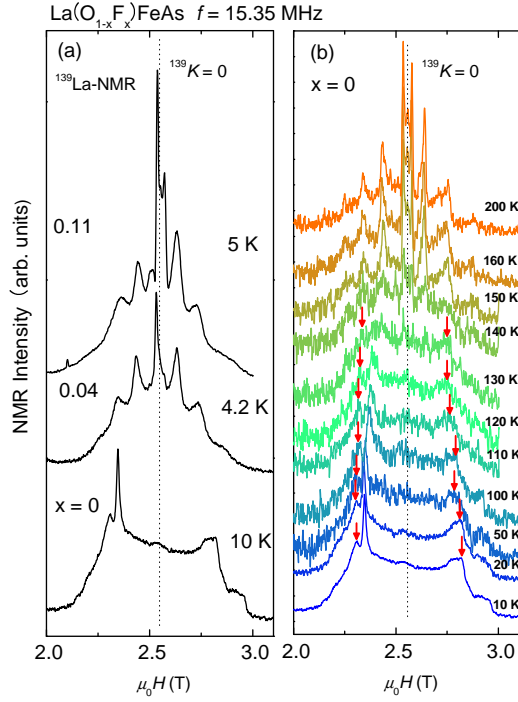 La(O1-xFx)FeAs f = 15.35 MHz
(a)
139La-NMR
139K = 0
0.11
5 K
0.04
4.2 K
x = 0
10 K
NMR Intensity (arb. units)
2.0 2.5 3.0
μ0H (T)
(b)
139K = 0
x = 0
200 K
160 K
150 K
140 K
130 K
120 K
110 K
100 K
50 K
20 K
10 K
2.0 2.5 3.0
μ0H (T)